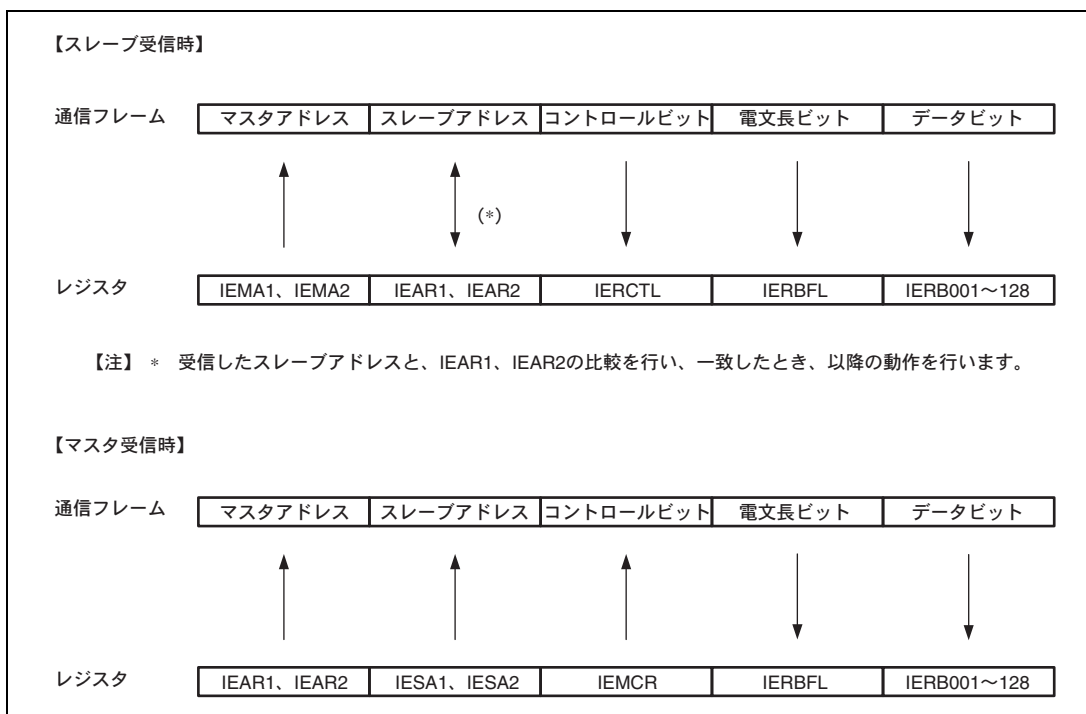 【スレーブ受信時】
通信フレーム マスタアドレス スレーブアドレス コントロールビット 電文長ビット データビット
(*)
レジスタ IEMA1、IEMA2 IEAR1、IEAR2 IERCTL IERBFL IERB001～128
【注】 * 受信したスレーブアドレスと、IEAR1、IEAR2の比較を行い、一致したとき、以降の動作を行います。
【マスタ受信時】
通信フレーム マスタアドレス スレーブアドレス コントロールビット 電文長ビット データビット
レジスタ IEAR1、IEAR2 IESA1、IESA2 IEMCR IERBFL IERB001～128